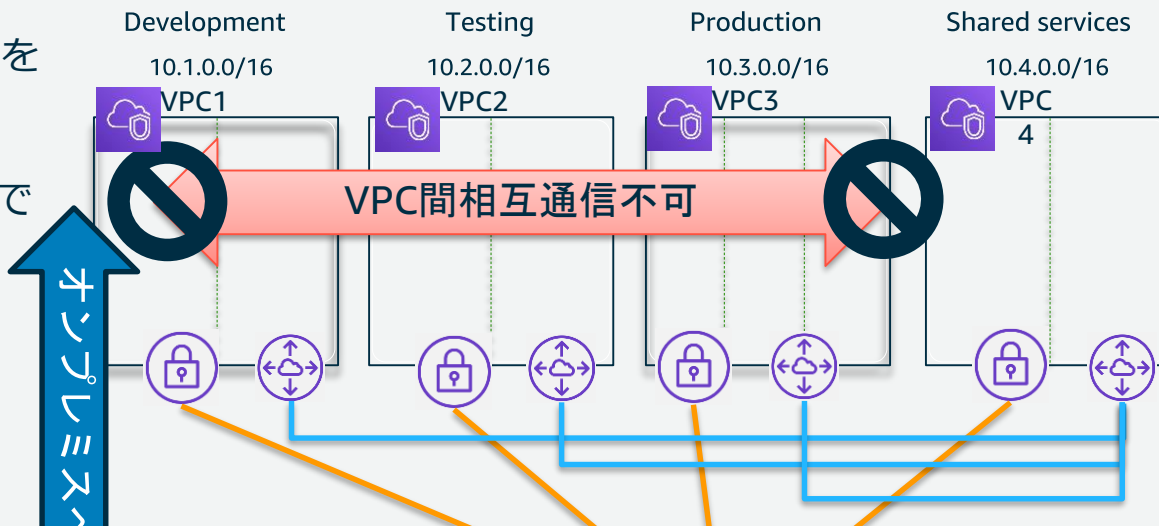 Development
Testing
Production
Shared services
を
10.1.0.0/16
10.2.0.0/16
10.3.0.0/16
10.4.0.0/16
VPC1
VPC2
VPC3
VPC
4
で
VPC間相互通信不可
オンプレミスへ